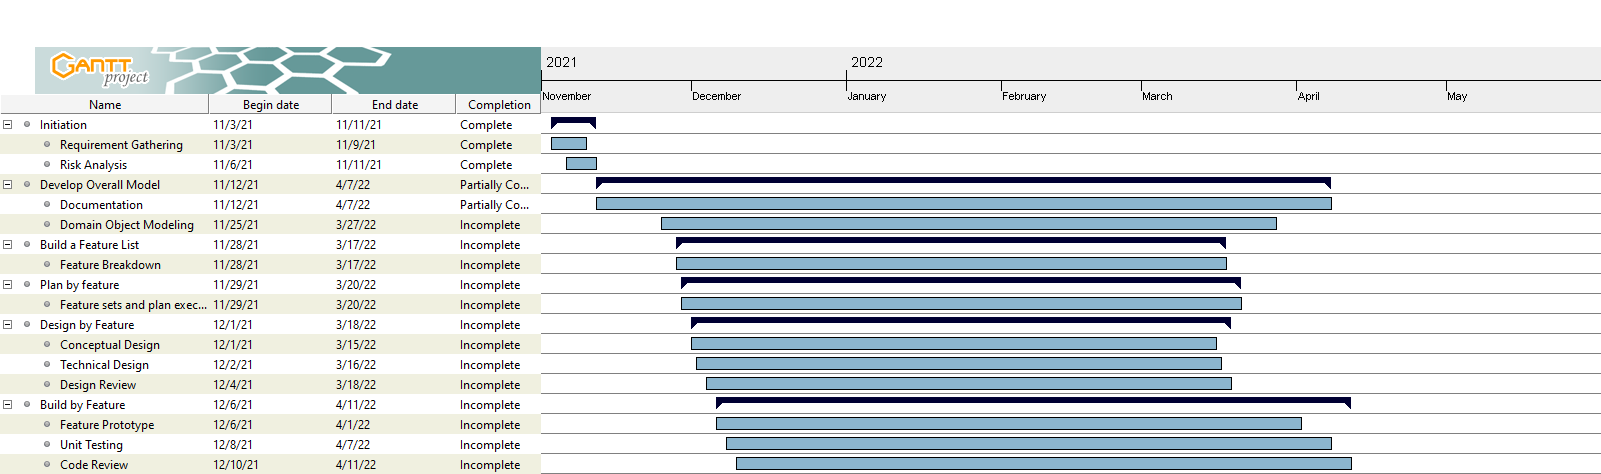 GANTT project
2021 2022
November December January February March April May
Name Begin date End date Completion
Initiation 11/3/21 11/11/21 Complete
Requirement Gathering 11/3/21 11/9/21 Complete
Risk Analysis 11/6/21 11/11/21 Complete
Develop Overall Model 11/12/21 4/7/22 Partially Co...
Documentation 11/12/21 4/7/22 Partially Co...
Domain Object Modeling 11/25/21 3/27/22 Incomplete
Build a Feature List 11/28/21 3/17/22 Incomplete
Feature Breakdown 11/28/21 3/17/22 Incomplete
Plan by feature 11/29/21 3/20/22 Incomplete
Feature sets and plan exec... 11/29/21 3/20/22 Incomplete
Design by Feature 12/1/21 3/18/22 Incomplete
Conceptual Design 12/1/21 3/15/22 Incomplete
Technical Design 12/2/21 3/16/22 Incomplete
Design Review 12/4/21 3/18/22 Incomplete
Build by Feature 12/6/21 4/11/22 Incomplete
Feature Prototype 12/6/21 4/1/22 Incomplete
Unit Testing 12/8/21 4/7/22 Incomplete
Code Review 12/10/21 4/11/22 Incomplete